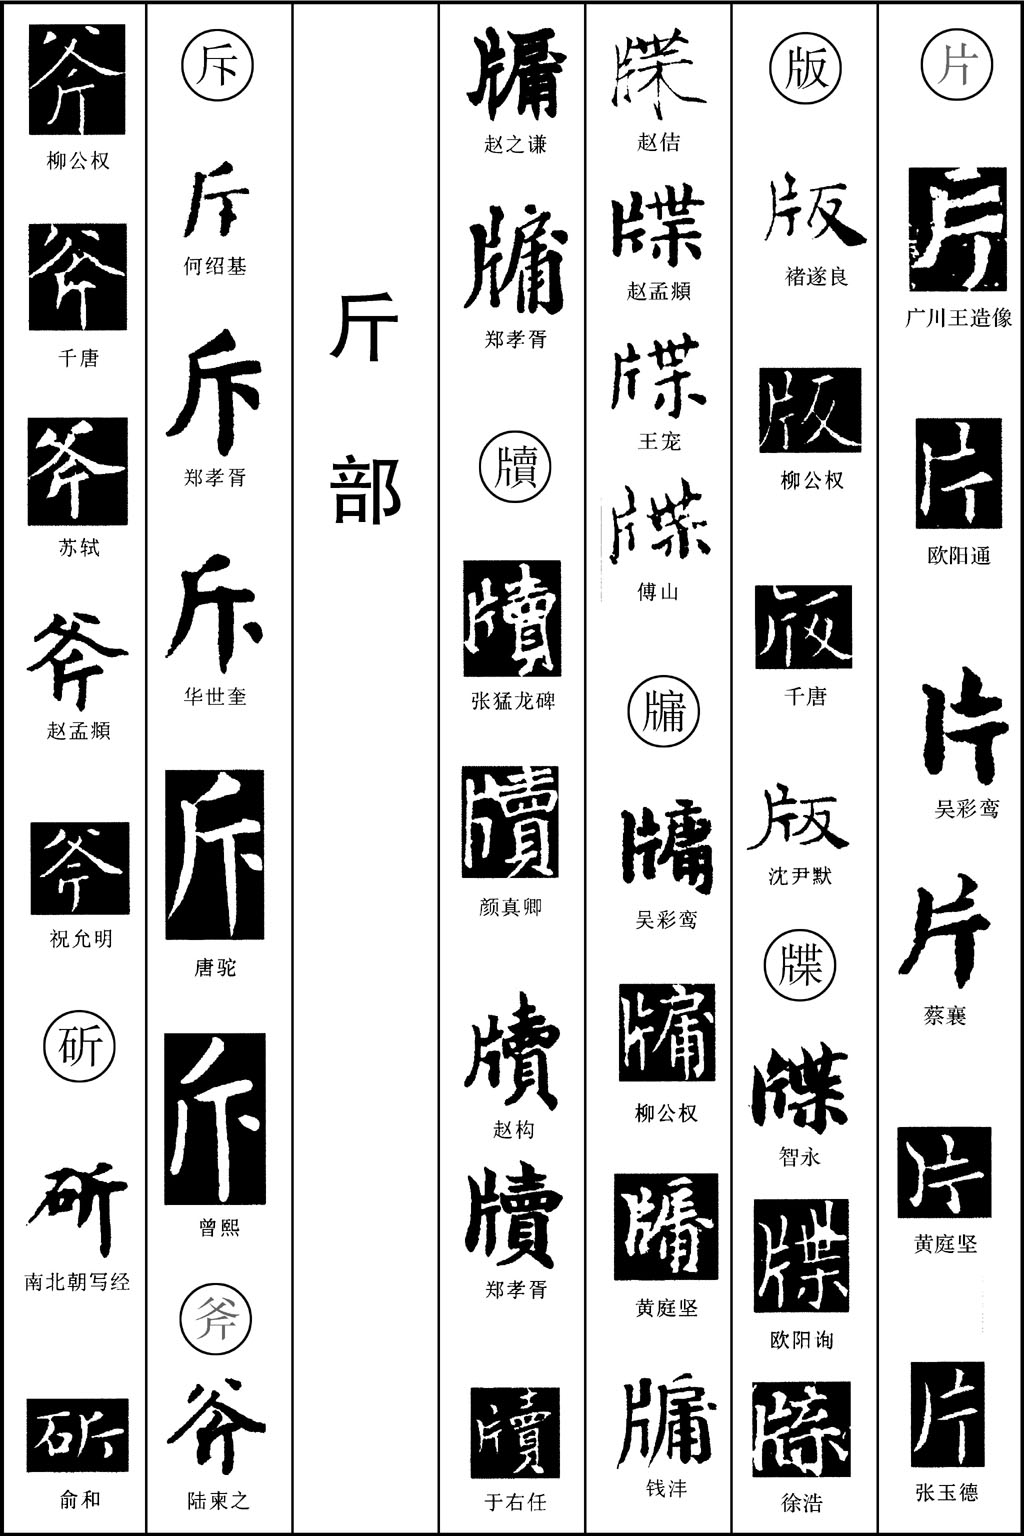 片
片
广川王造像
片
欧阳通
片
吴彩鸾
片
蔡襄
片
黄庭坚
片
张玉德
版
版
褚遂良
版
柳公权
版
千唐
版
沈尹默
牒
牒
智永
牒
欧阳询
牒
徐浩
牒
赵佶
牒
赵孟頫
牒
王宠
牒
傅山
牖
牖
吴彩鸾
牖
柳公权
牖
黄庭坚
牖
钱沣
牖
赵之谦
牖
郑孝胥
牘
牘
张猛龙碑
牘
颜真卿
牘
赵构
牘
郑孝胥
牘
于右任
斤部
斥
斥
何绍基
斥
郑孝胥
斥
华世奎
斥
唐驼
斥
曾熙
斧
斧
陆柬之
斧
柳公权
斧
千唐
斧
苏轼
斧
赵孟頫
斧
祝允明
斫
斫
南北朝写经
斫
俞和